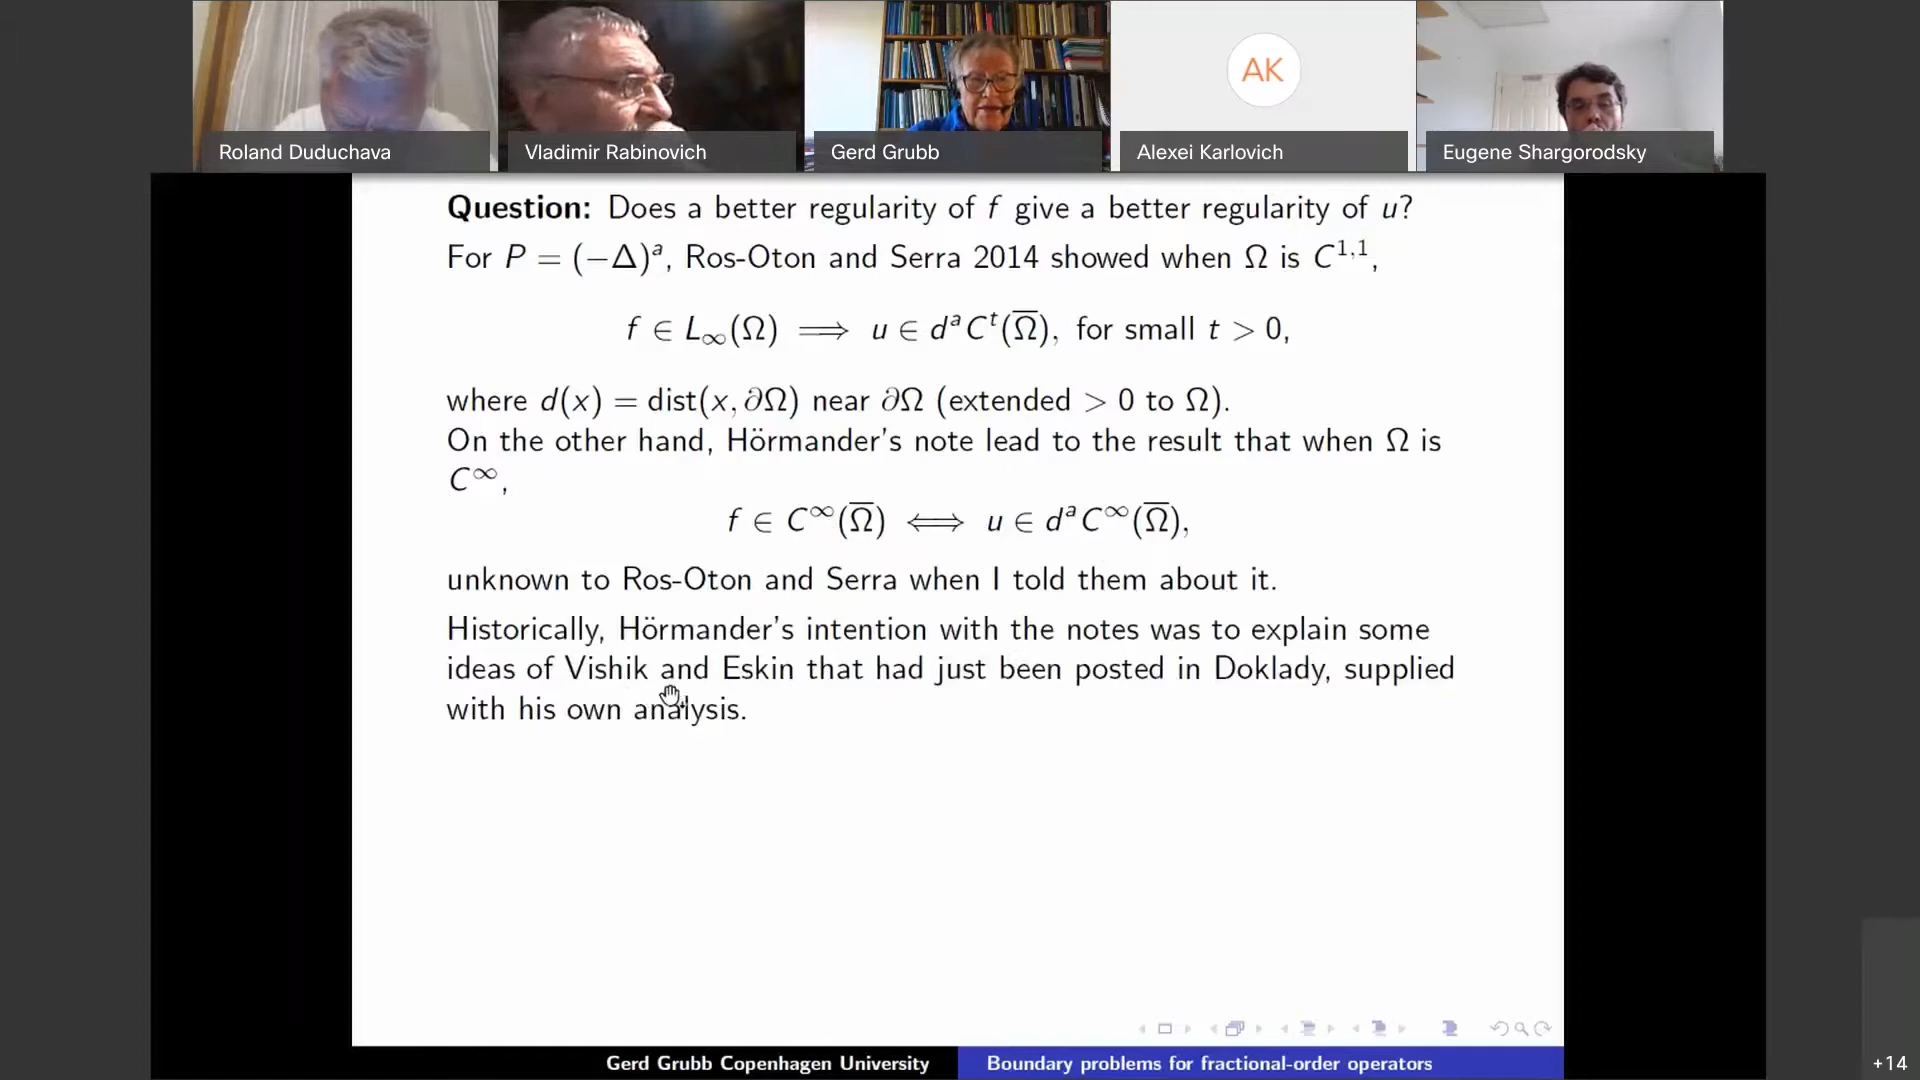 Roland Duduchava
Vladimir Rabinovich
Gerd Grubb
AK
Alexei Karlovich
Eugene Shargorodsky
Question: Does a better regularity of f give a better regularity of u?
For P = (−Δ)ᵃ, Ros-Oton and Serra 2014 showed when Ω is C¹,¹,
f ∈ L∞(Ω) ⟹ u ∈ dᵃCᵗ(Ω̅), for small t > 0,
where d(x) = dist(x, ∂Ω) near ∂Ω (extended > 0 to Ω).
On the other hand, Hörmander's note lead to the result that when Ω is
C^∞,
f ∈ C^∞(Ω̅) ⟺ u ∈ dᵃC^∞(Ω̅),
unknown to Ros-Oton and Serra when I told them about it.
Historically, Hörmander's intention with the notes was to explain some
ideas of Vishik and Eskin that had just been posted in Doklady, supplied
with his own analysis.
Gerd Grubb Copenhagen University
Boundary problems for fractional-order operators
+14